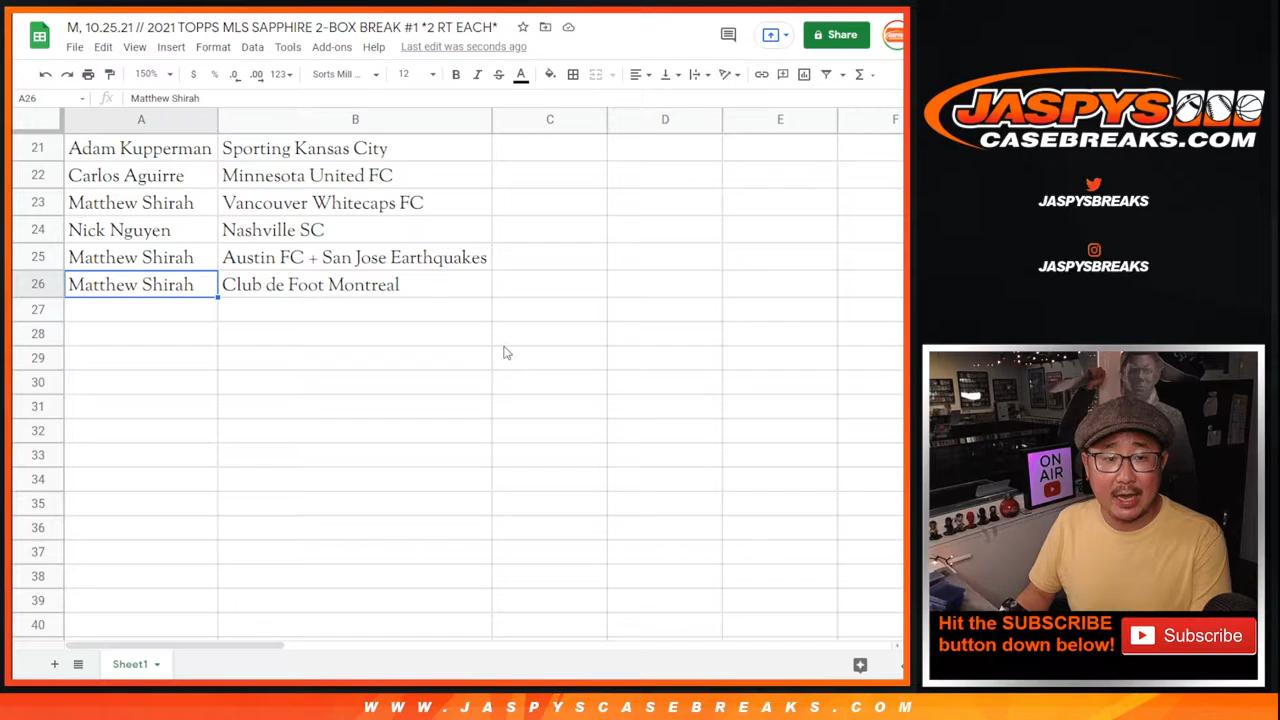 M, 10.25.21 // 2021 TOPPS MLS SAPPHIRE 2-BOX BREAK #1 *2 RT EACH*
File Edit View Insert Format Data Tools Add-ons Help Last edit was seconds ago
Share
150% $ % .0 .00 123 Sorts Mill ... 12 B I S A
A26 fx Matthew Shirah
A B C D E F
21 Adam Kupperman Sporting Kansa City
22 Carlos Aguirre Minnesota United FC
23 Matthew Shirah Vancouver Whitecaps FC
24 Nick Nguyen Nashville SC
25 Matthew Shirah Austin FC + San Jose Earthquakes
26 Matthew Shirah Club de Foot Montreal
27
28
29
30
31
32
33
34
35
36
37
38
39
40
Sheet1
JASPYS
CASEBREAKS.COM
JASPYSBREAKS
JASPYSBREAKS
ON
AIR
Hit the SUBSCRIBE
button down below!
Subscribe
WWW.JASPYSCASEBREAKS.COM